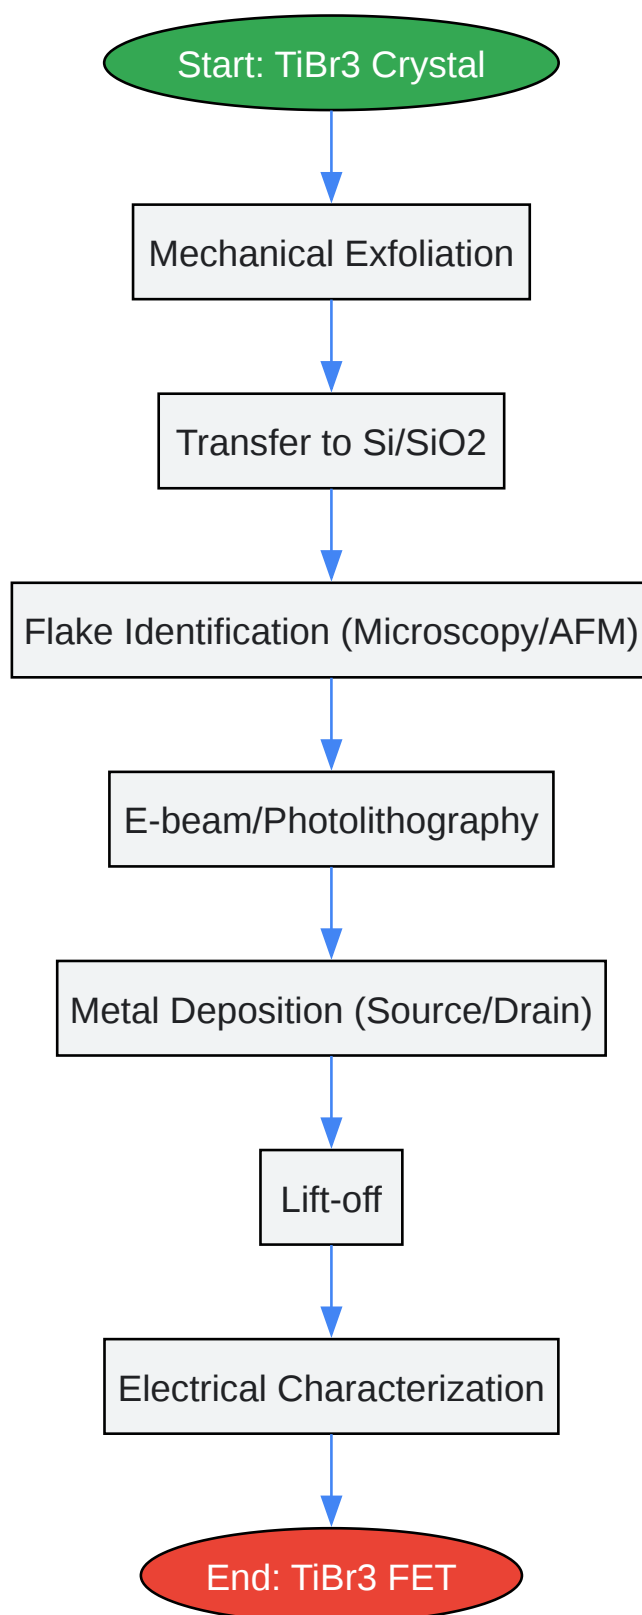 Start: TiBr3 Crystal
Mechanical Exfoliation
Transfer to Si/SiO2
Flake Identification (Microscopy/AFM)
E-beam/Photolithography
Metal Deposition (Source/Drain)
Lift-off
Electrical Characterization
End: TiBr3 FET